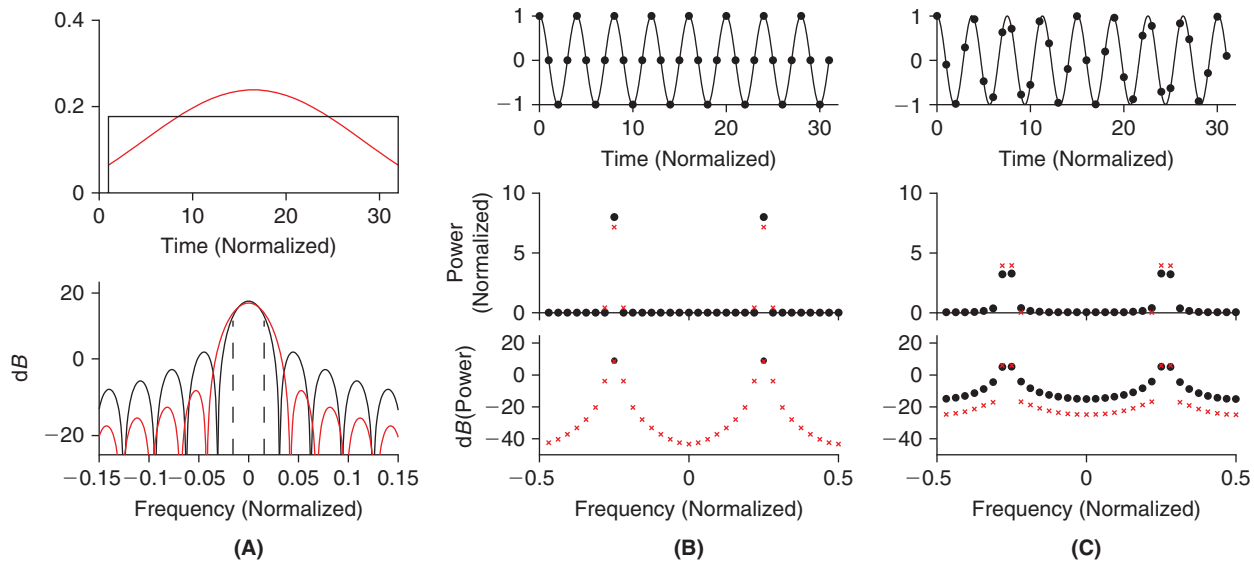 0.4
0.2
0
0 10 20 30
Time (Normalized)
20
0
−20
dB
−0.15 −0.1 −0.05 0 0.05 0.1 0.15
Frequency (Normalized)
(A)
1
0
−1
0 10 20 30
Time (Normalized)
10
5
0
Power
(Normalized)
20
0
−20
−40
dB(Power)
−0.5 0 0.5
Frequency (Normalized)
(B)
1
0
−1
0 10 20 30
Time (Normalized)
10
5
0
20
0
−20
−40
−0.5 0 0.5
Frequency (Normalized)
(C)